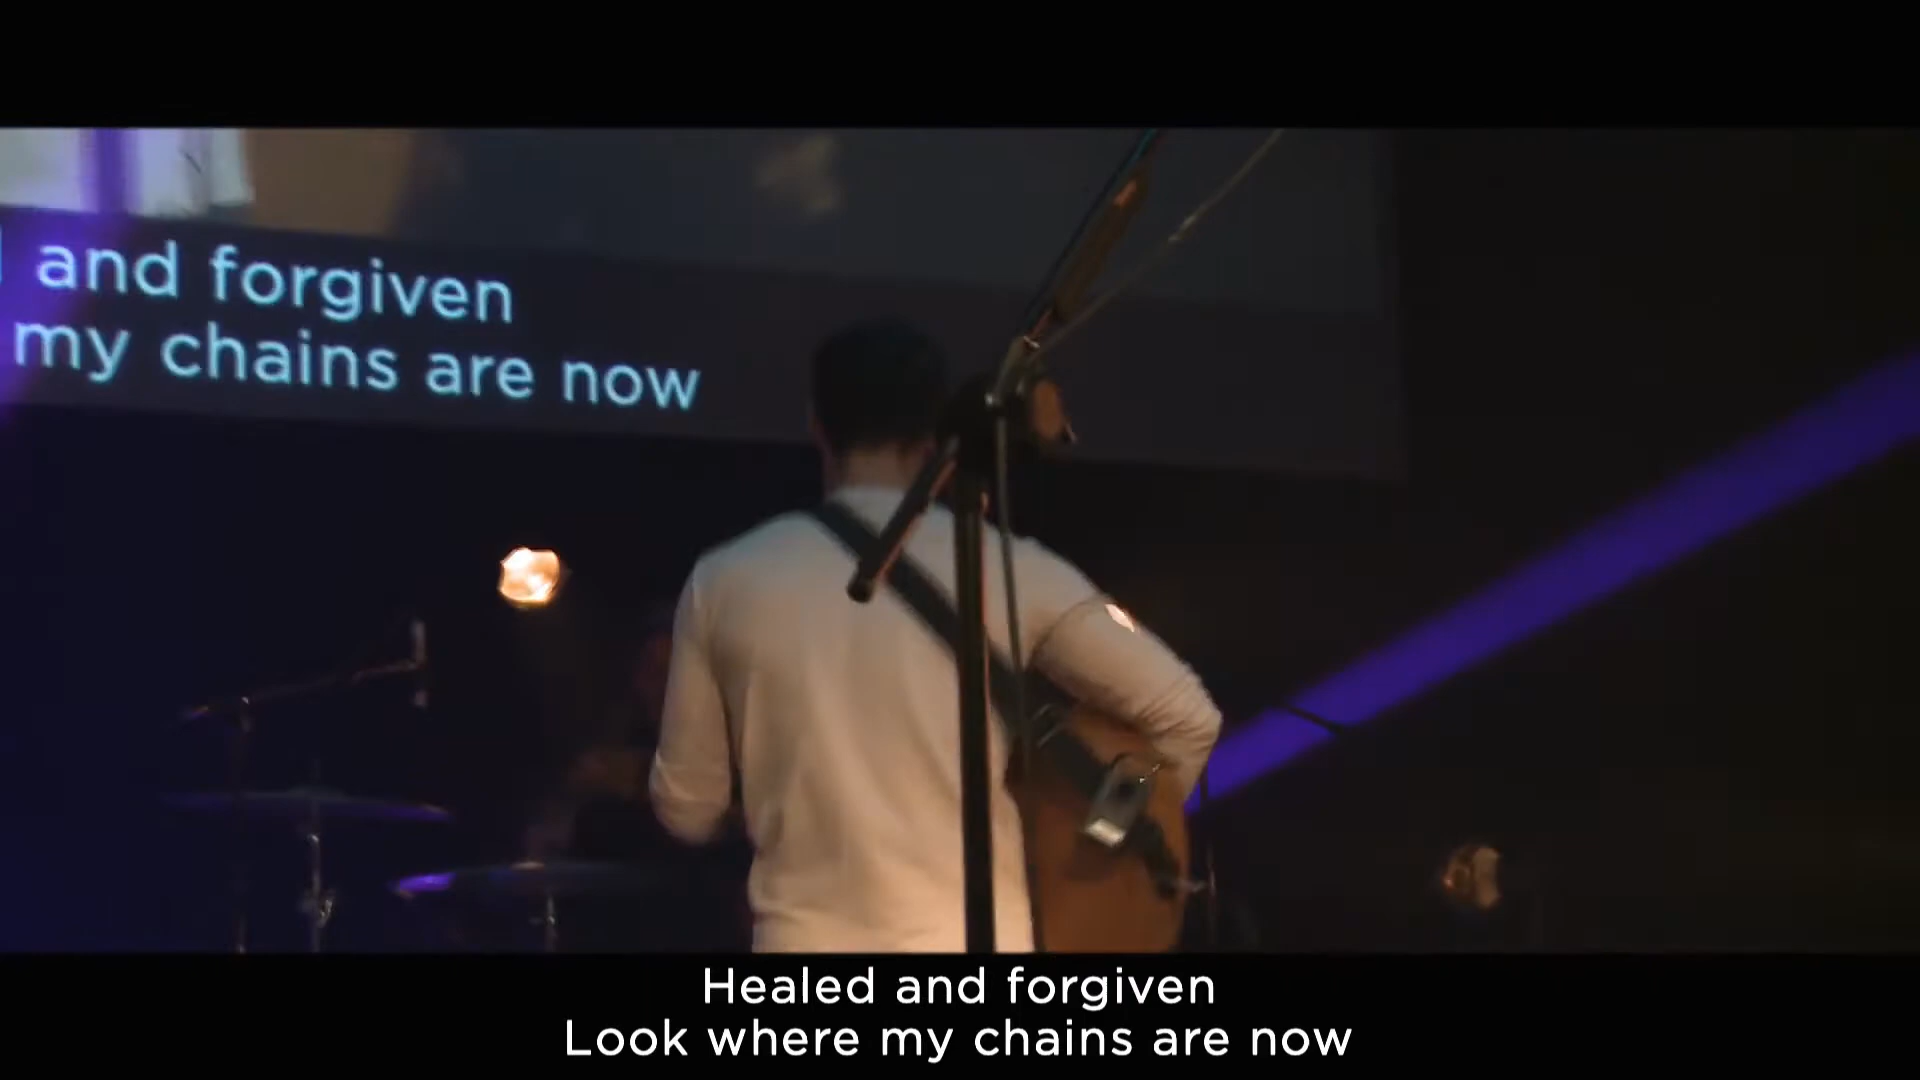 and forgiven
my chains are now
Healed and forgiven
Look where my chains are now